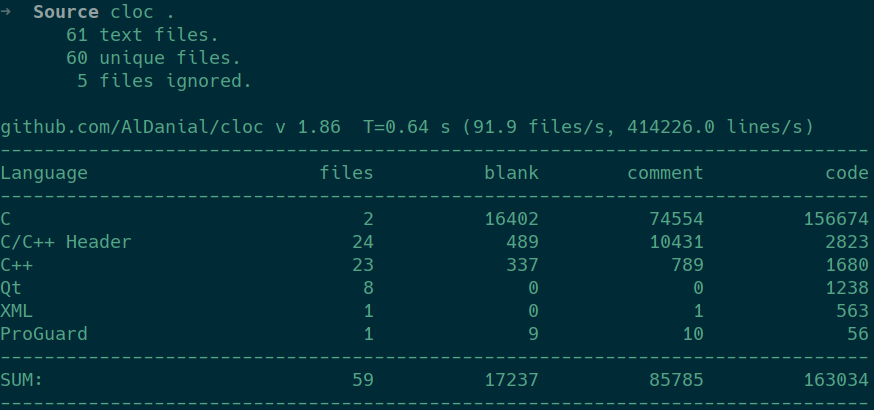 ➜  Source cloc .
      61 text files.
      60 unique files.
       5 files ignored.

github.com/AlDanial/cloc v 1.86  T=0.64 s (91.9 files/s, 414226.0 lines/s)
-------------------------------------------------------------------------------
Language                     files          blank        comment           code
-------------------------------------------------------------------------------
C                                2          16402          74554         156674
C/C++ Header                    24            489          10431           2823
C++                             23            337            789           1680
Qt                               8              0              0           1238
XML                              1              0              1            563
ProGuard                         1              9             10             56
-------------------------------------------------------------------------------
SUM:                            59          17237          85785         163034
-------------------------------------------------------------------------------